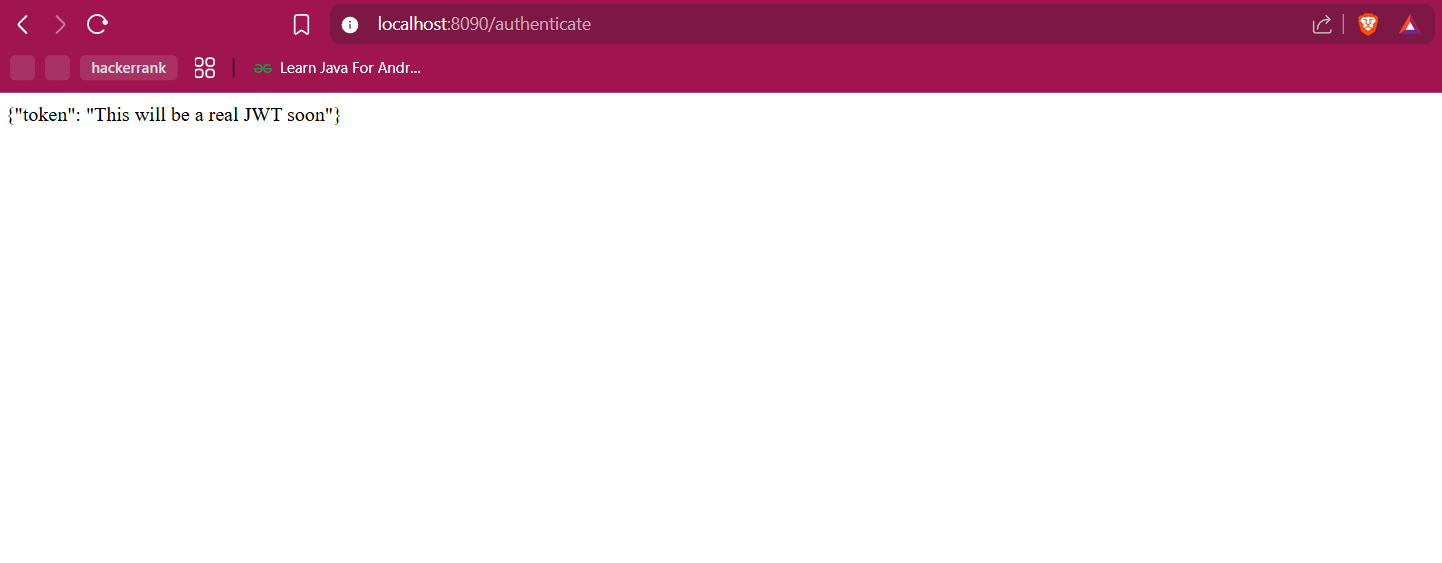 localhost:8090/authenticate
hackerrank
Learn Java For Andr...
{"token": "This will be a real JWT soon"}